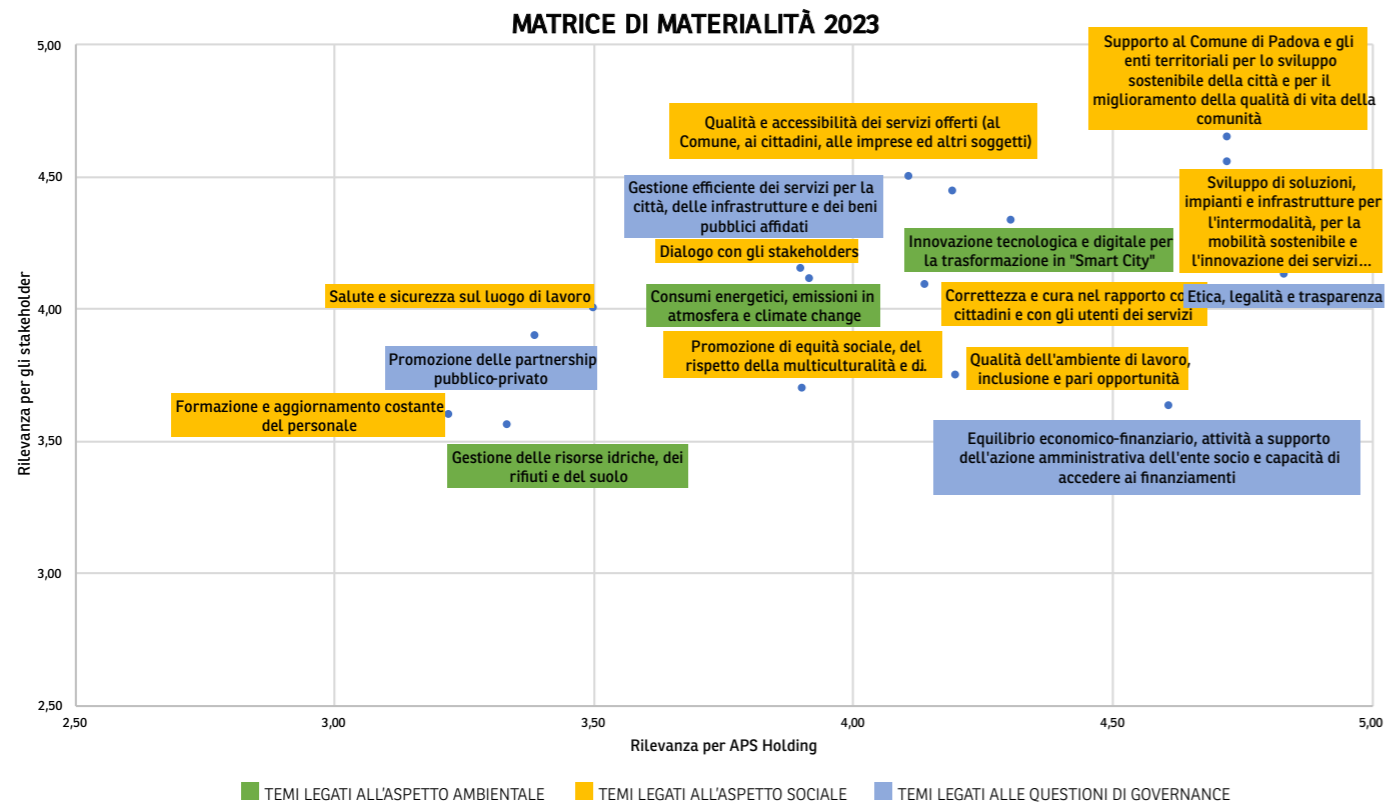 MATRICE DI MATERIALITÀ 2023
5,00
4,50
4,00
3,50
3,00
2,50
Rilevanza per gli stakeholder
Supporto al Comune di Padova e gli
enti territoriali per lo sviluppo
sostenibile della città e per il
miglioramento della qualità di vita della
comunità
Qualità e accessibilità dei servizi offerti (al
Comune, ai cittadini, alle imprese ed altri soggetti)
Gestione efficiente dei servizi per la
città, delle infrastrutture e dei beni
pubblici affidati
Sviluppo di soluzioni,
impianti e infrastrutture per
l'intermodalità, per la
mobilità sostenibile e
l'innovazione dei servizi...
Dialogo con gli stakeholders
Innovazione tecnologica e digitale per
la trasformazione in "Smart City"
Salute e sicurezza sul luogo di lavoro
Consumi energetici, emissioni in
atmosfera e climate change
Correttezza e cura nel rapporto co
cittadini e con gli utenti dei servizi
Etica, legalità e trasparenza
Promozione delle partnership
pubblico-privato
Promozione di equità sociale, del
rispetto della multiculturalità e di.
Qualità dell'ambiente di lavoro,
inclusione e pari opportunità
Formazione e aggiornamento costante
del personale
Gestione delle risorse idriche, dei
rifiuti e del suolo
Equilibrio economico-finanziario, attività a supporto
dell'azione amministrativa dell'ente socio e capacità di
accedere ai finanziamenti
2,50 3,00 3,50 4,00 4,50 5,00
Rilevanza per APS Holding
TEMI LEGATI ALL'ASPETTO AMBIENTALE TEMI LEGATI ALL'ASPETTO SOCIALE TEMI LEGATI ALLE QUESTIONI DI GOVERNANCE